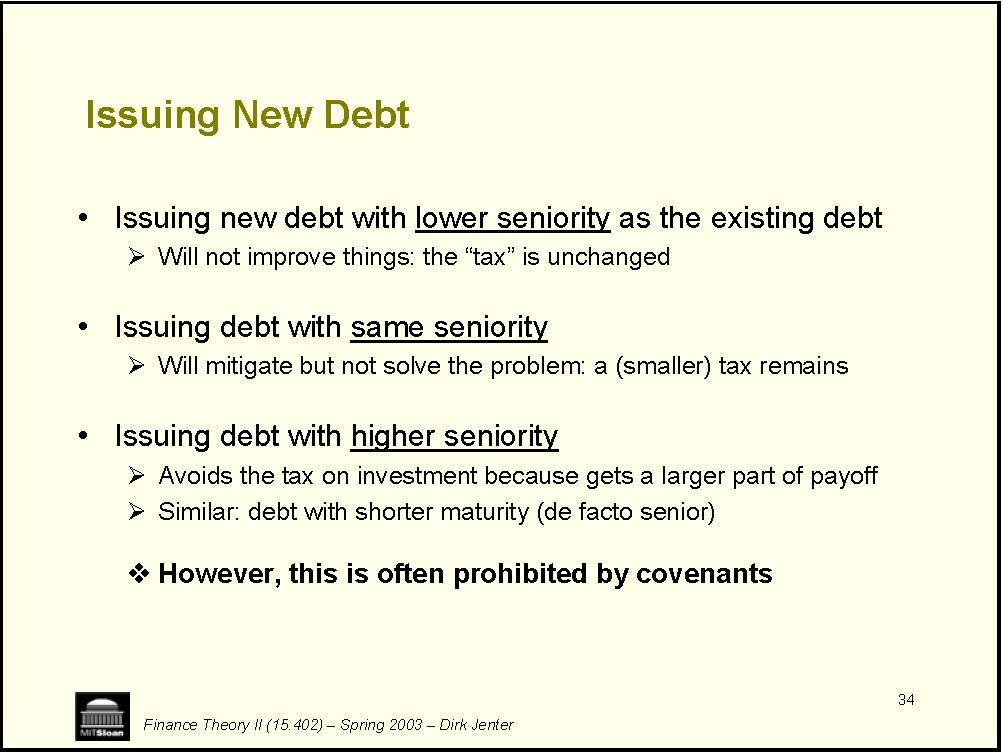 Issuing New Debt
• Issuing new debt with lower seniority as the existing debt
➢ Will not improve things: the “tax” is unchanged
• Issuing debt with same seniority
➢ Will mitigate but not solve the problem: a (smaller) tax remains
• Issuing debt with higher seniority
➢ Avoids the tax on investment because gets a larger part of payoff
➢ Similar: debt with shorter maturity (de facto senior)
❖ However, this is often prohibited by covenants
34
MITSloan
Finance Theory II (15.402) – Spring 2003 – Dirk Jenter